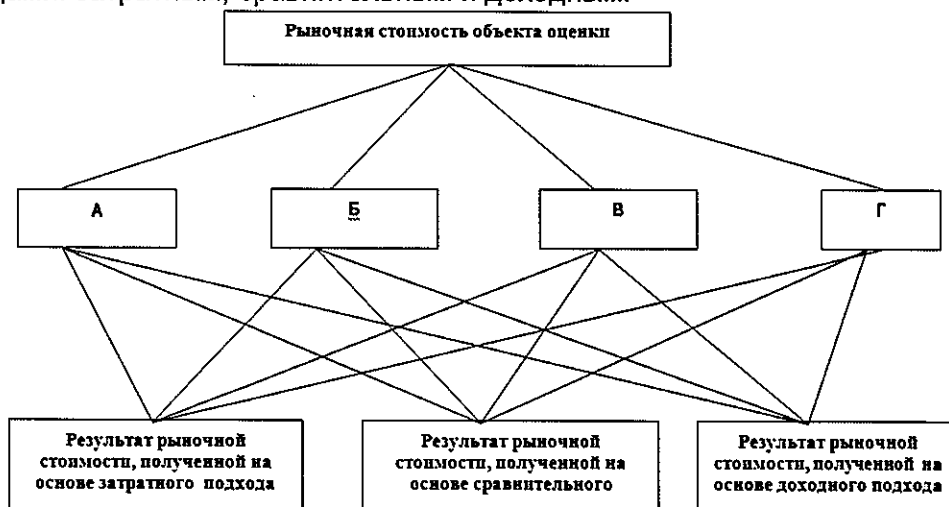 Рыночная стоимость объекта оценки
А
Б
В
Г
Результат рыночной
стоимости, полученной на
основе затратного подхода
Результат рыночной
стоимости, полученной на
основе сравнительного
Результат рыночной
стоимости, полученной на
основе доходного подхода